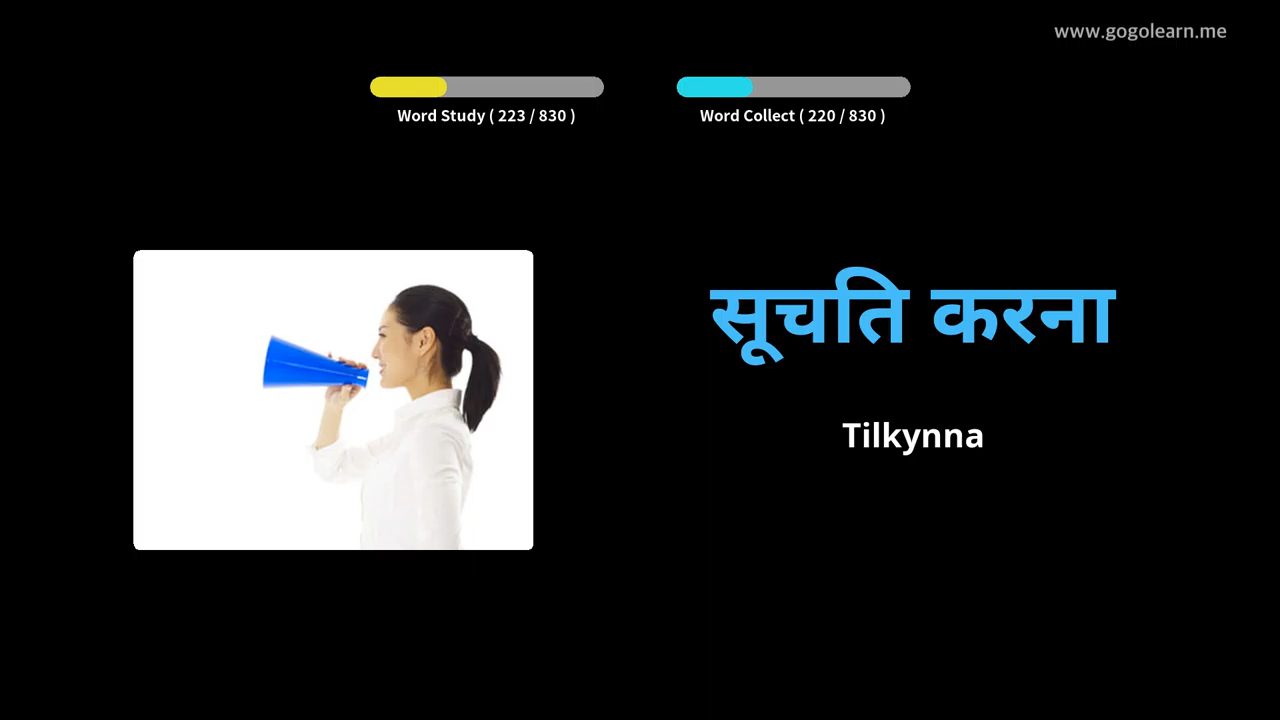 www.gogolearn.me
Word Study ( 223 / 830 )
Word Collect ( 220 / 830 )
सूचति करना
Tilkynna